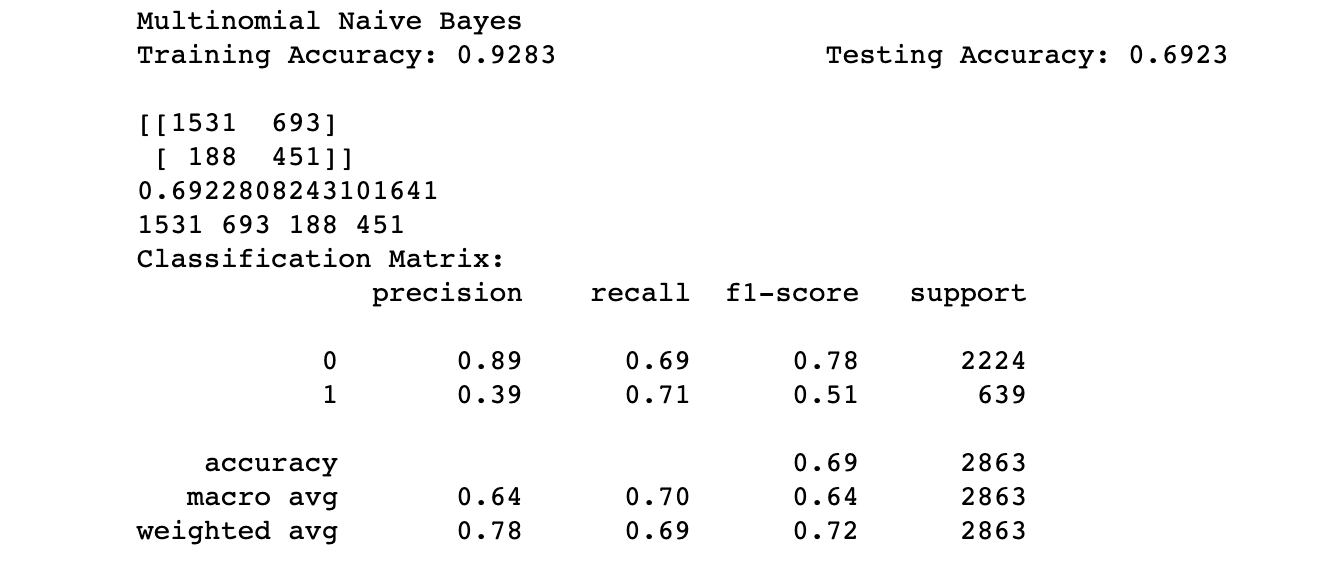 Multinomial Naive Bayes
Training Accuracy: 0.9283 Testing Accuracy: 0.6923
[[1531 693]
[ 188 451]]
0.6922808243101641
1531 693 188 451
Classification Matrix:
precision recall f1-score support
0 0.89 0.69 0.78 2224
1 0.39 0.71 0.51 639
accuracy 0.69 2863
macro avg 0.64 0.70 0.64 2863
weighted avg 0.78 0.69 0.72 2863